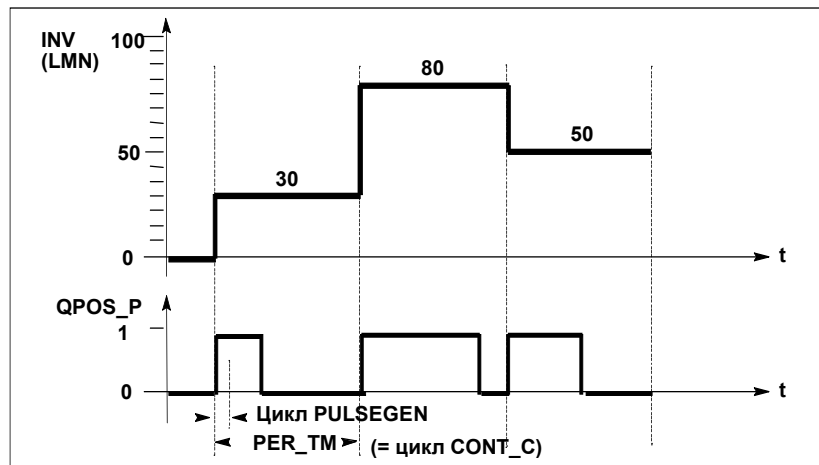 INV
(LMN)
100
50
0
30
80
50
t
QPOS_P
1
0
t
Цикл PULSEGEN
PER_TM
(= цикл CONT_C)